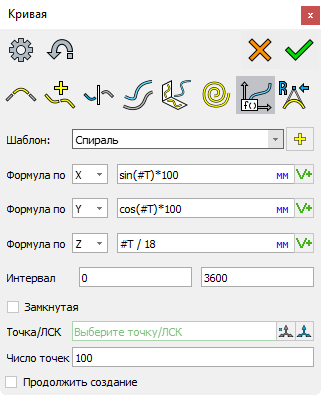 Кривая x
f()
R
Шаблон: Спираль
Формула по X sin(#T)*100 мм V+
Формула по Y cos(#T)*100 мм V+
Формула по Z #T / 18 мм V+
Интервал 0 3600
Замкнутая
Точка/ЛСК Выберите точку/ЛСК
Число точек 100
Продолжить создание